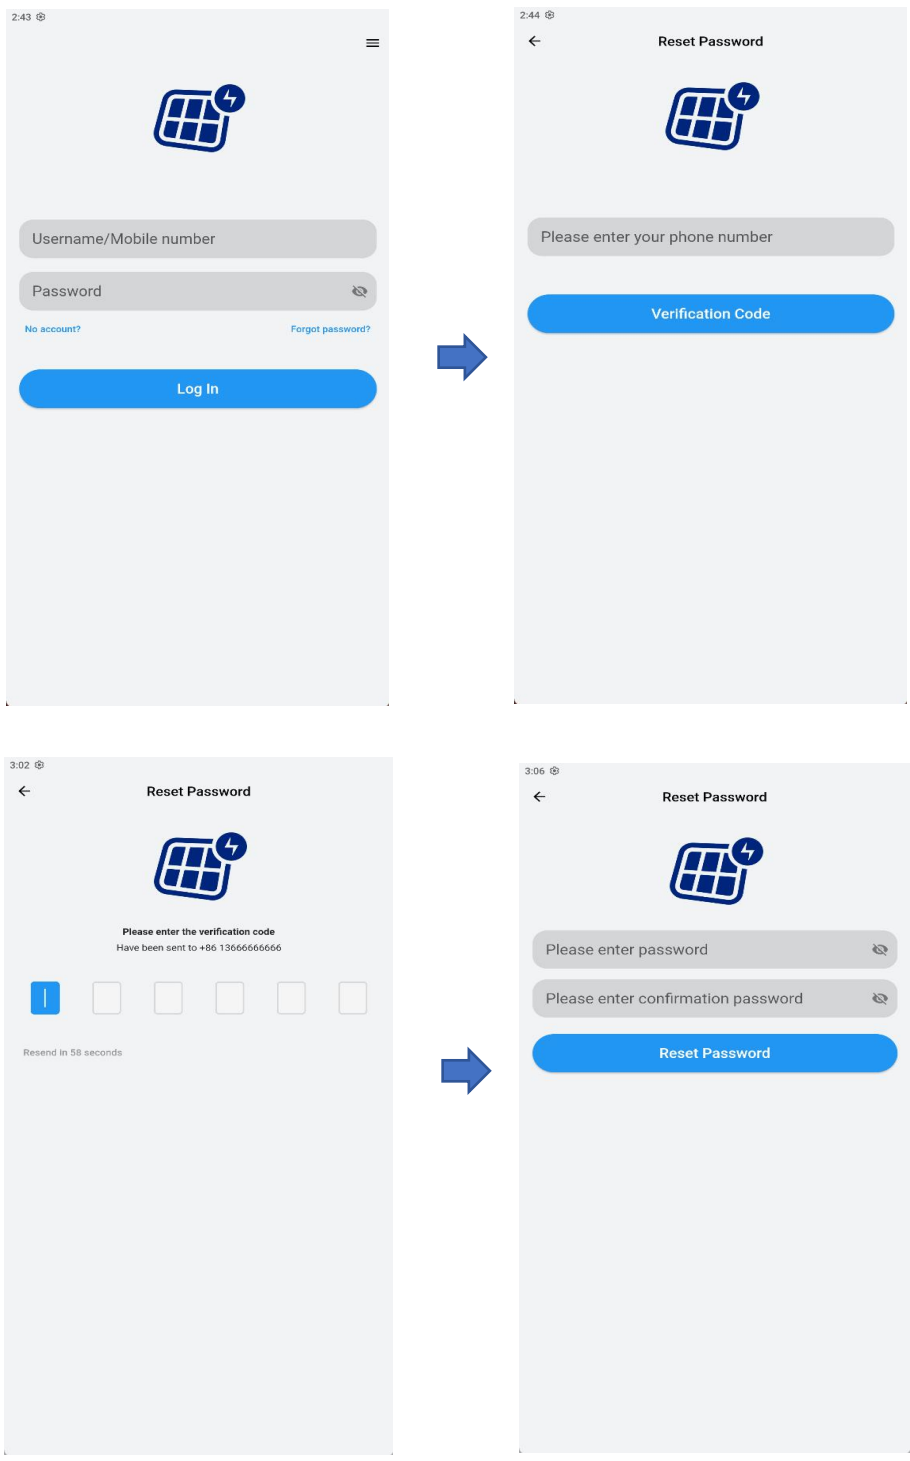 2:43
Username/Mobile number
Password
No account? Forgot password?
Log In
2:44
Reset Password
Please enter your phone number
Verification Code
3:02
Reset Password
Please enter the verification code
Have been sent to +86 13666666666
Resend in 58 seconds
3:06
Reset Password
Please enter password
Please enter confirmation password
Reset Password